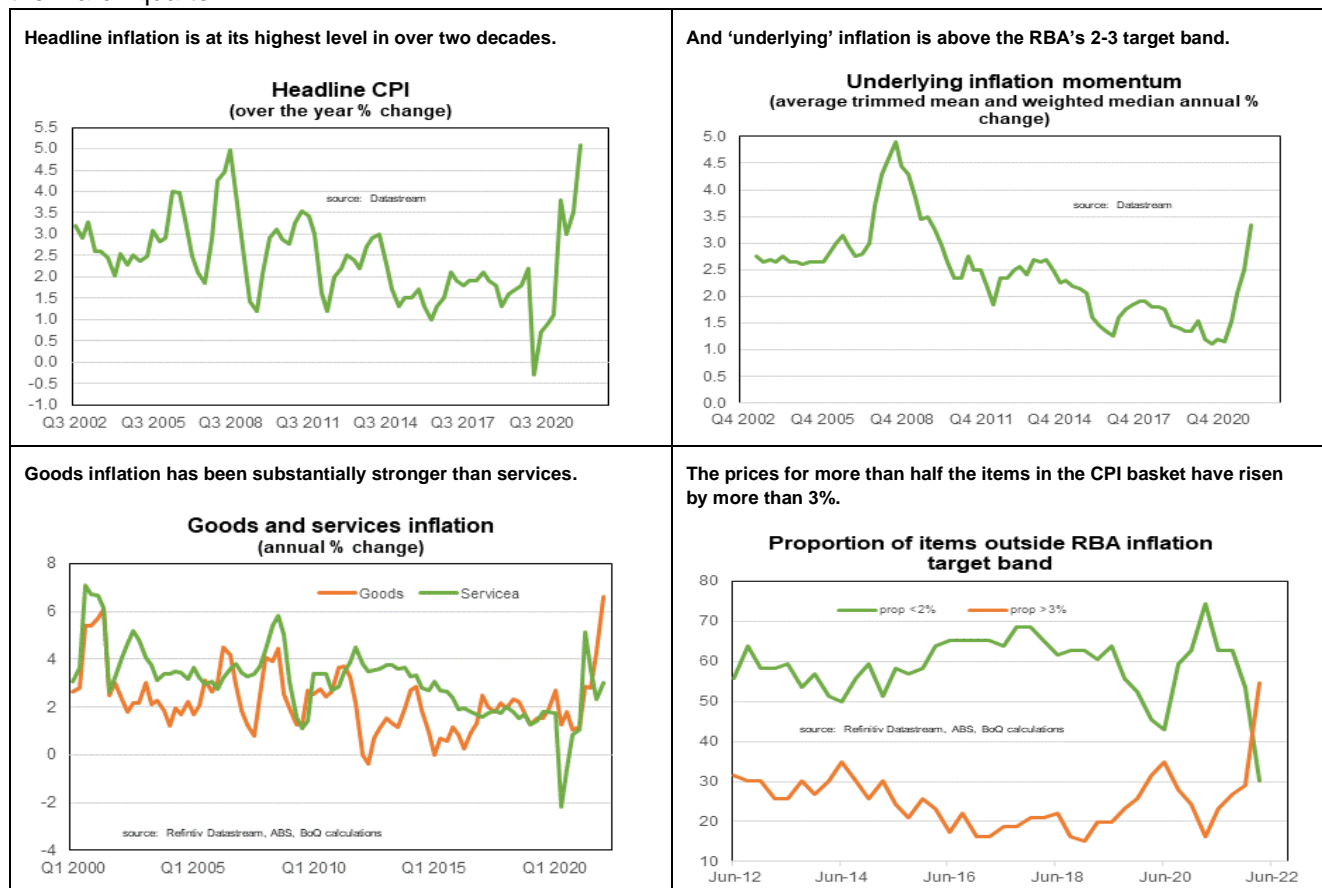 Headline inflation is at its highest level in over two decades.
Headline CPI
(over the year % change)
5.5
5.0
4.5
4.0
3.5
3.0
2.5
2.0
1.5
1.0
0.5
0.0
-0.5
-1.0
source: Datastream
Q3 2002 Q3 2005 Q3 2008 Q3 2011 Q3 2014 Q3 2017 Q3 2020
And ‘underlying’ inflation is above the RBA’s 2-3 target band.
Underlying inflation momentum
(average trimmed mean and weighted median annual %
change)
5.0
4.5
4.0
3.5
3.0
2.5
2.0
1.5
1.0
0.5
0.0
source: Datastream
Q4 2002 Q4 2005 Q4 2008 Q4 2011 Q4 2014 Q4 2017 Q4 2020
Goods inflation has been substantially stronger than services.
Goods and services inflation
(annual % change)
8
6
4
2
0
-2
-4
Goods Servicea
source: Refintiv Datastream, ABS, BoQ calculations
Q1 2000 Q1 2005 Q1 2010 Q1 2015 Q1 2020
The prices for more than half the items in the CPI basket have risen
by more than 3%.
Proportion of items outside RBA inflation
target band
80
70
60
50
40
30
20
10
prop <2% prop >3%
source: Refinitiv Datastream, ABS, BoQ calculations
Jun-12 Jun-14 Jun-16 Jun-18 Jun-20 Jun-22